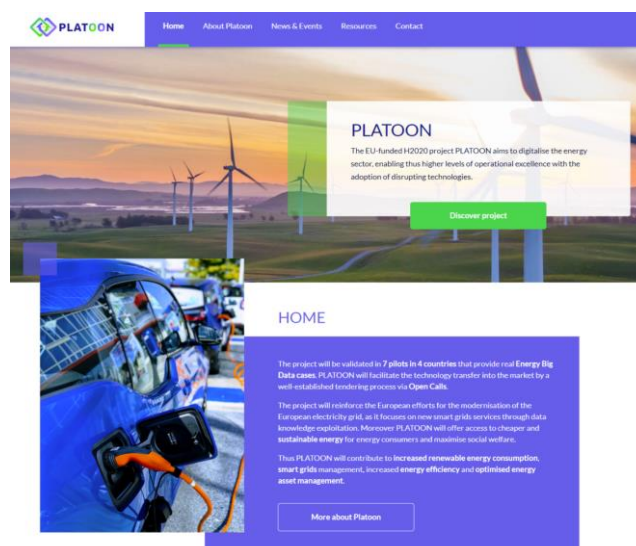 PLATOON
Home About Platoon News & Events Resources Contact
PLATOON
The EU-funded H2020 project PLATOON aims to digitalise the energy
sector, enabling thus higher levels of operational excellence with the
adoption of disrupting technologies.
Discover project
HOME
The project will be validated in 7 pilots in 4 countries that provide real Energy Big
Data cases. PLATOON will facilitate the technology transfer into the market by a
well-established tendering process via Open Calls.
The project will reinforce the European efforts for the modernisation of the
European electricity grid, as it focuses on new smart grids services through data
knowledge exploitation. Moreover PLATOON will offer access to cheaper and
sustainable energy for energy consumers and maximise social welfare.
Thus PLATOON will contribute to increased renewable energy consumption,
smart grids management, increased energy efficiency and optimised energy
asset management.
More about Platoon